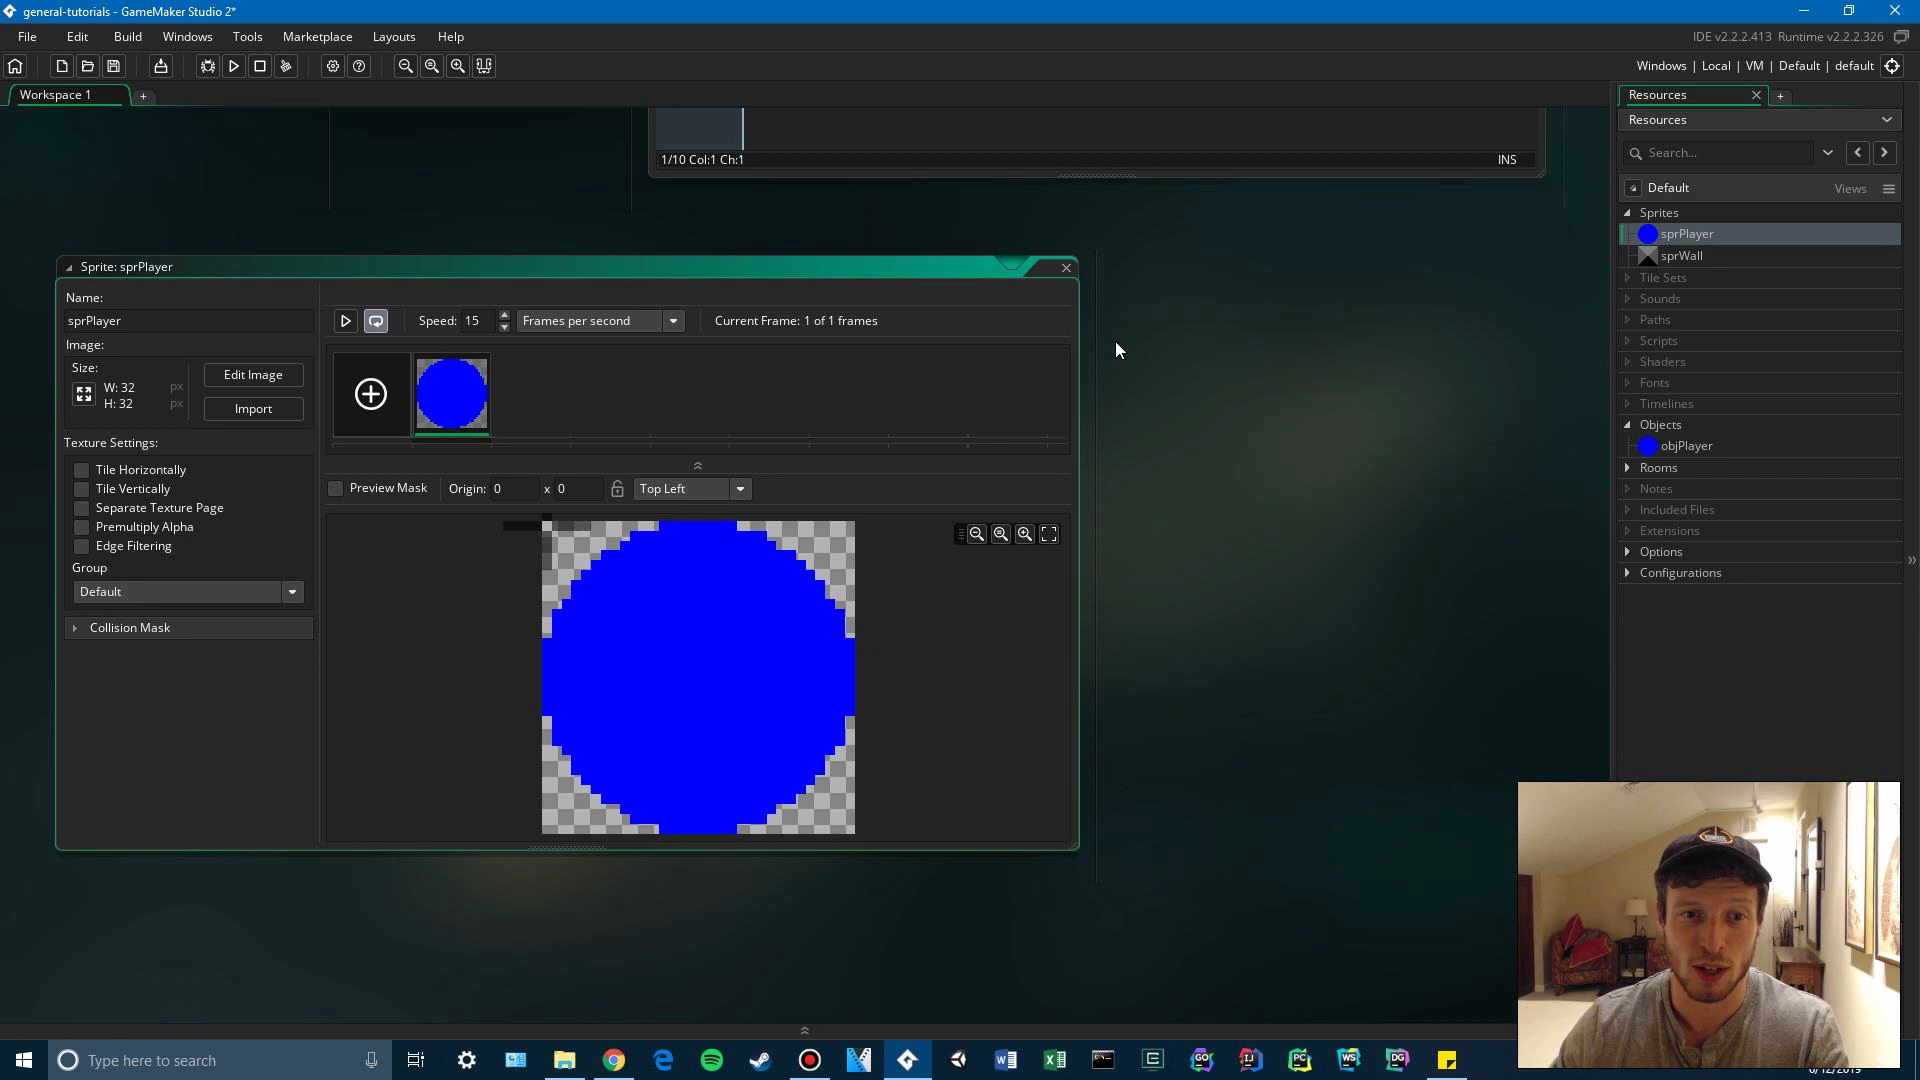 general-tutorials - GameMaker Studio 2*
File Edit Build Windows Tools Marketplace Layouts Help
IDE v2.2.2.413 Runtime v2.2.2.326
Windows | Local | VM | Default | default
Workspace 1
1/10 Col:1 Ch:1
INS
Sprite: sprPlayer
Name:
sprPlayer
Image:
Size:
W: 32 px
H: 32 px
Edit Image
Import
Texture Settings:
Tile Horizontally
Tile Vertically
Separate Texture Page
Premultiply Alpha
Edge Filtering
Group
Default
Collision Mask
Speed: 15 Frames per second
Current Frame: 1 of 1 frames
Preview Mask
Origin: 0 x 0
Top Left
Resources
Resources
Search...
Default Views
Sprites
sprPlayer
sprWall
Tile Sets
Sounds
Paths
Scripts
Shaders
Fonts
Timelines
Objects
objPlayer
Rooms
Notes
Included Files
Extensions
Options
Configurations
Type here to search
GO
IJ
PC
WS
DG